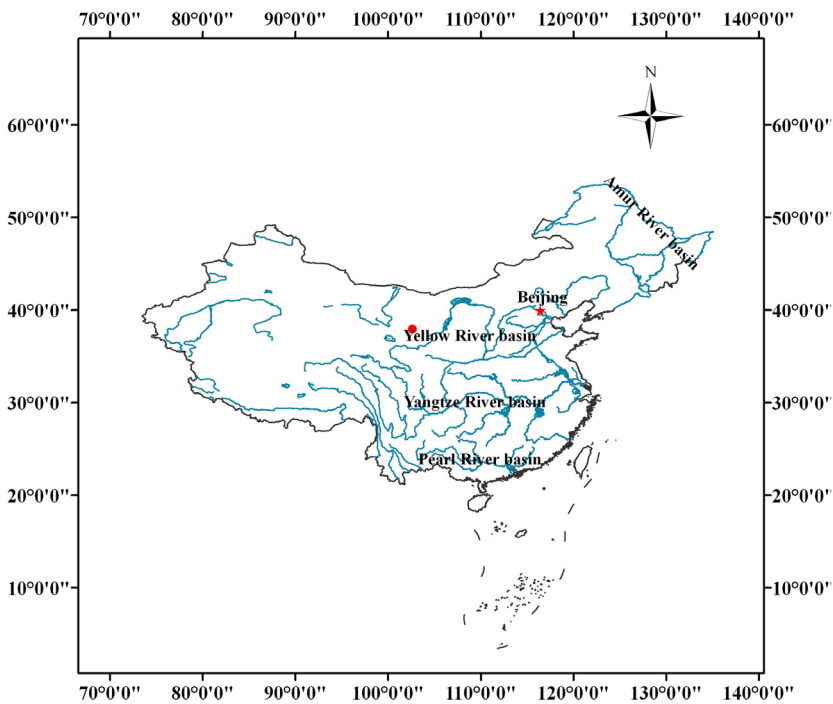 70°0'0" 80°0'0" 90°0'0" 100°0'0" 110°0'0" 120°0'0" 130°0'0" 140°0'0"
N
60°0'0" 60°0'0"
50°0'0" 50°0'0"
Amur River basin
Beijing
40°0'0" 40°0'0"
Yellow River basin
30°0'0" 30°0'0"
Yangtze River basin
Pearl River basin
20°0'0" 20°0'0"
10°0'0" 10°0'0"
70°0'0" 80°0'0" 90°0'0" 100°0'0" 110°0'0" 120°0'0" 130°0'0" 140°0'0"